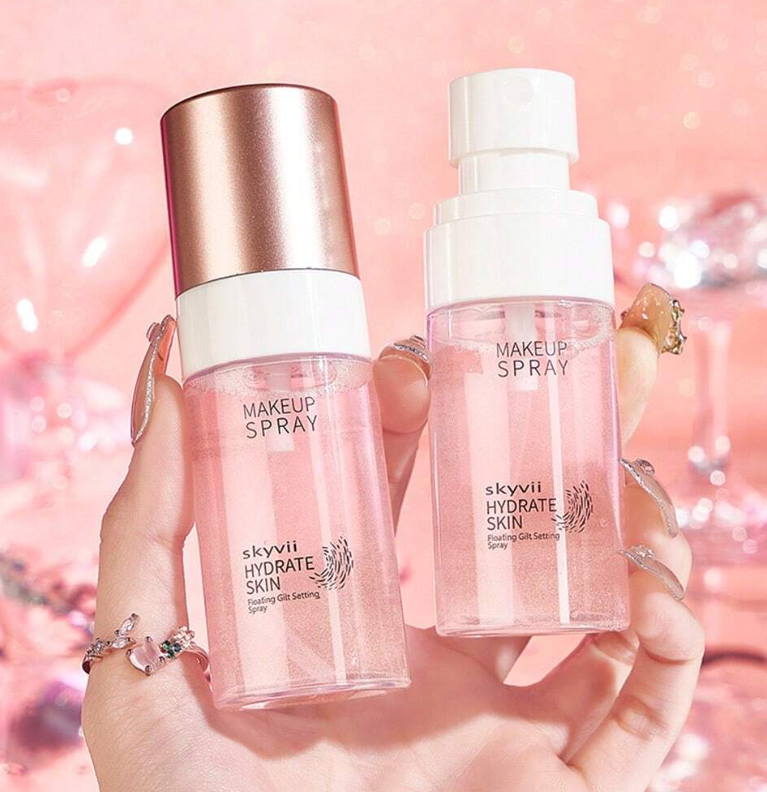 MAKEUP
SPRAY
skyvii
HYDRATE
SKIN
Floating Gilt Setting
Spray
MAKEUP
SPRAY
skyvii
HYDRATE
SKIN
Floating Gilt Setting
Spray